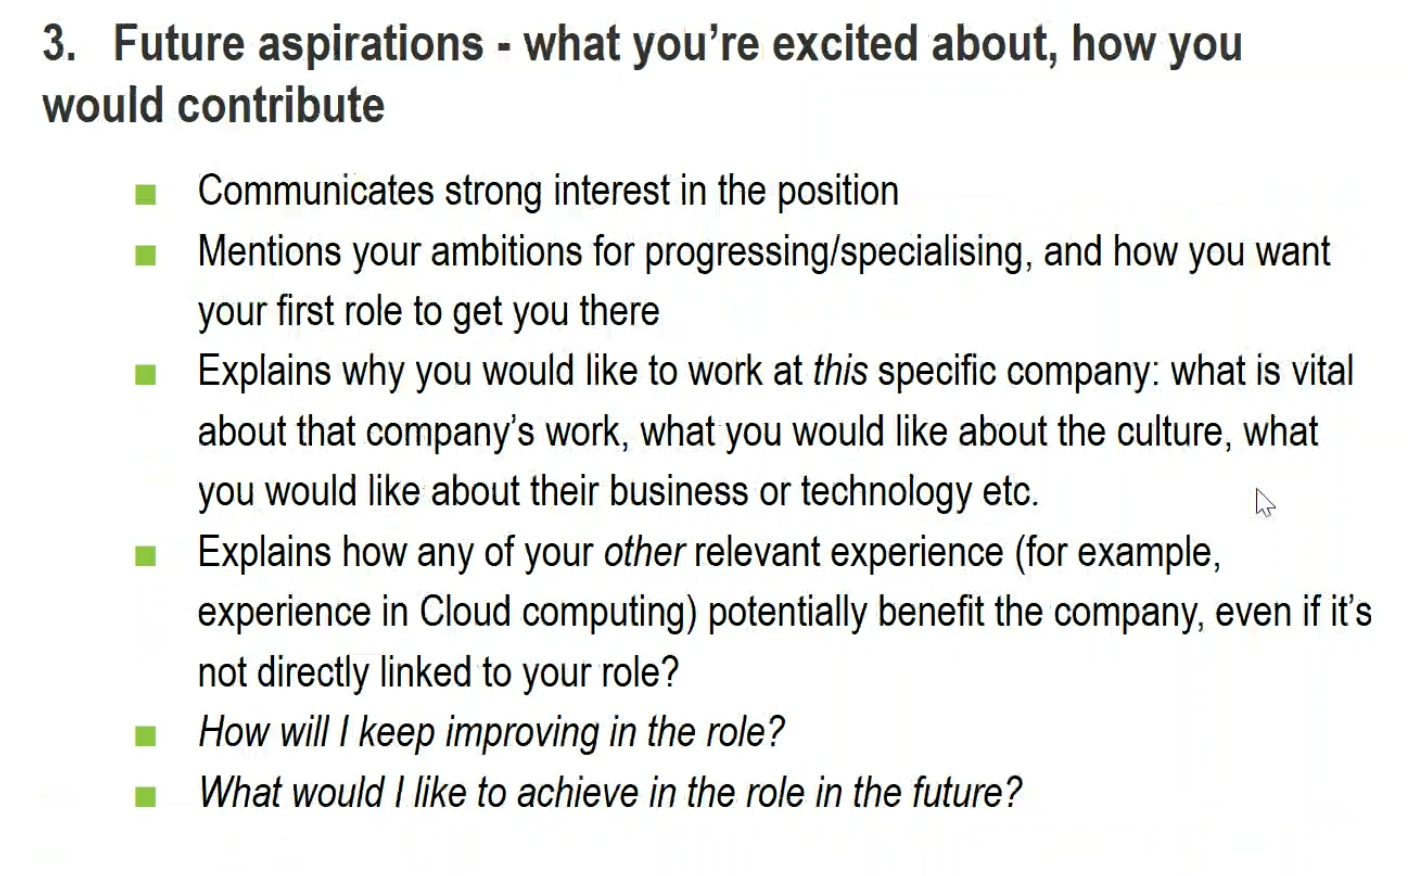 3. Future aspirations - what you’re excited about, how you
would contribute
Communicates strong interest in the position
Mentions your ambitions for progressing/specialising, and how you want
your first role to get you there
Explains why you would like to work at this specific company: what is vital
about that company’s work, what you would like about the culture, what
you would like about their business or technology etc.
Explains how any of your other relevant experience (for example,
experience in Cloud computing) potentially benefit the company, even if it’s
not directly linked to your role?
How will I keep improving in the role?
What would I like to achieve in the role in the future?